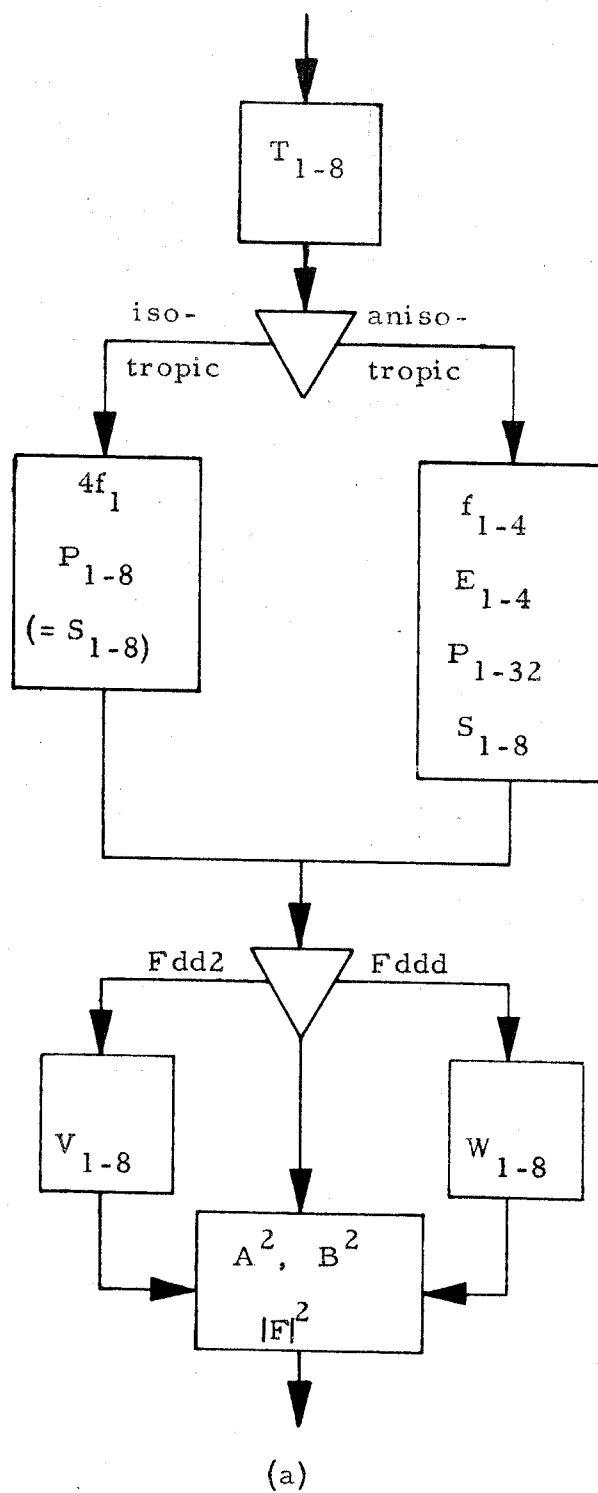 T1-8
iso- aniso-
tropic tropic
4f1
P1-8
(= S1-8)
f1-4
E1-4
P1-32
S1-8
Fdd2 Fddd
V1-8
W1-8
A2, B2
|F|2
(a)